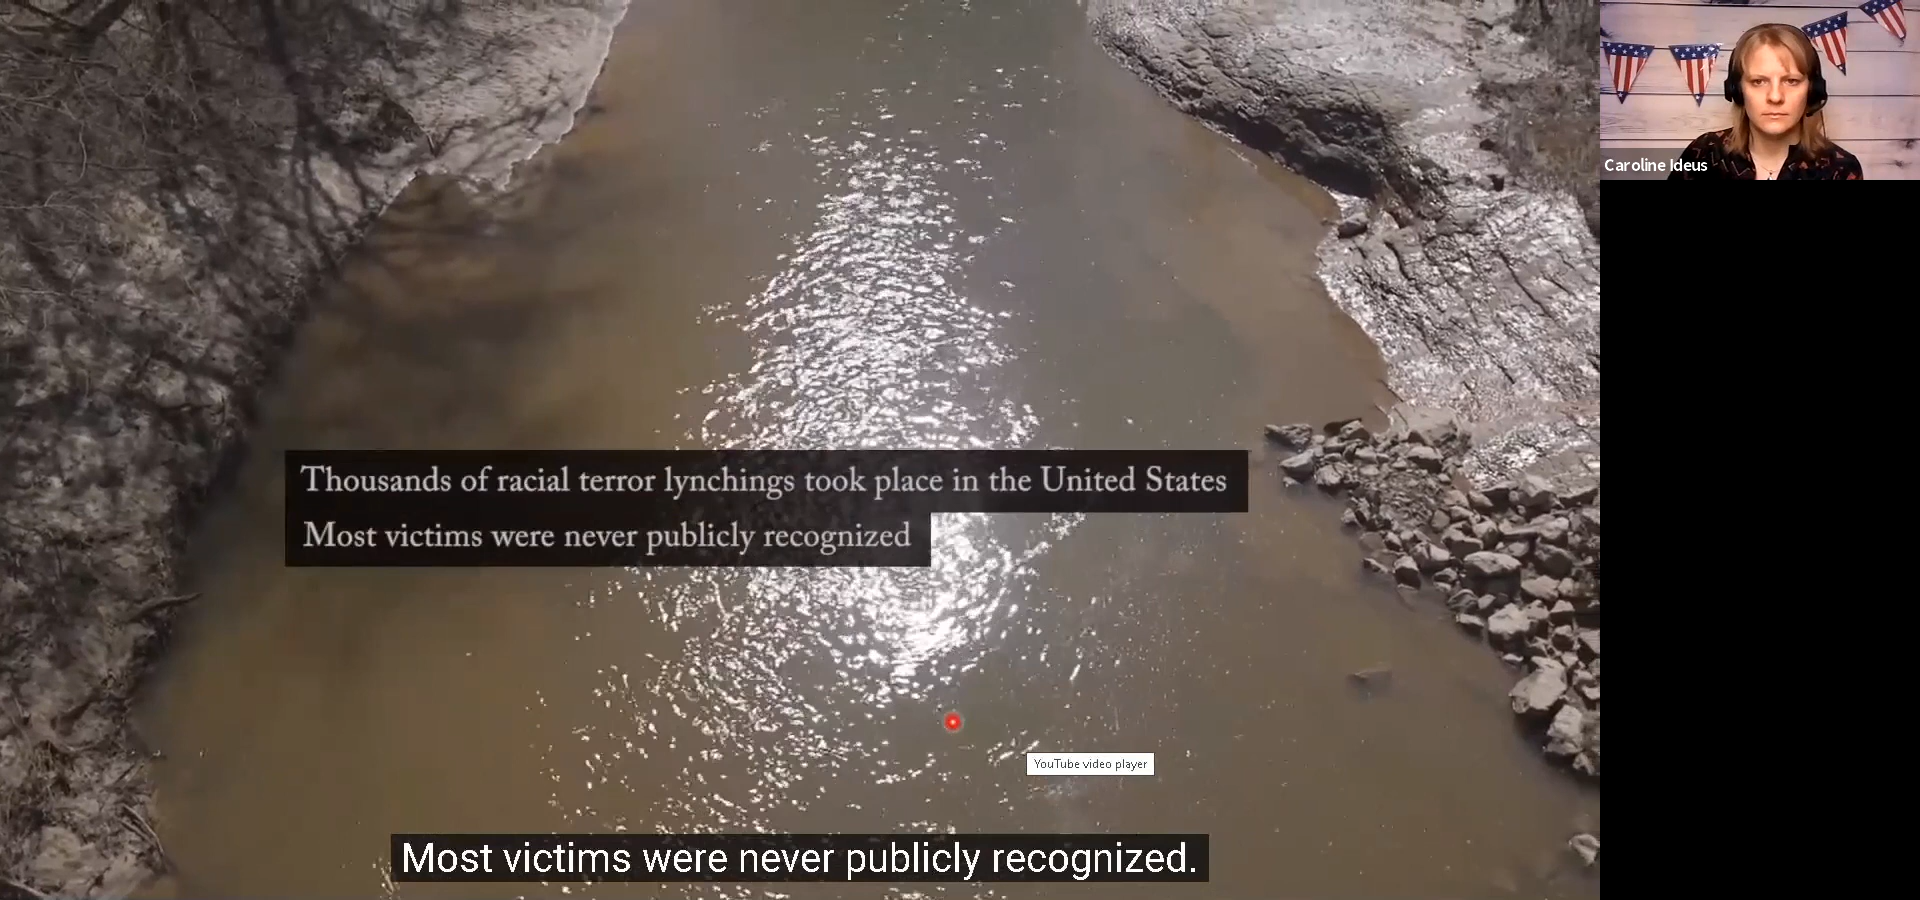 Thousands of racial terror lynchings took place in the United States
Most victims were never publicly recognized
YouTube video player
Most victims were never publicly recognized.
Caroline Ideus